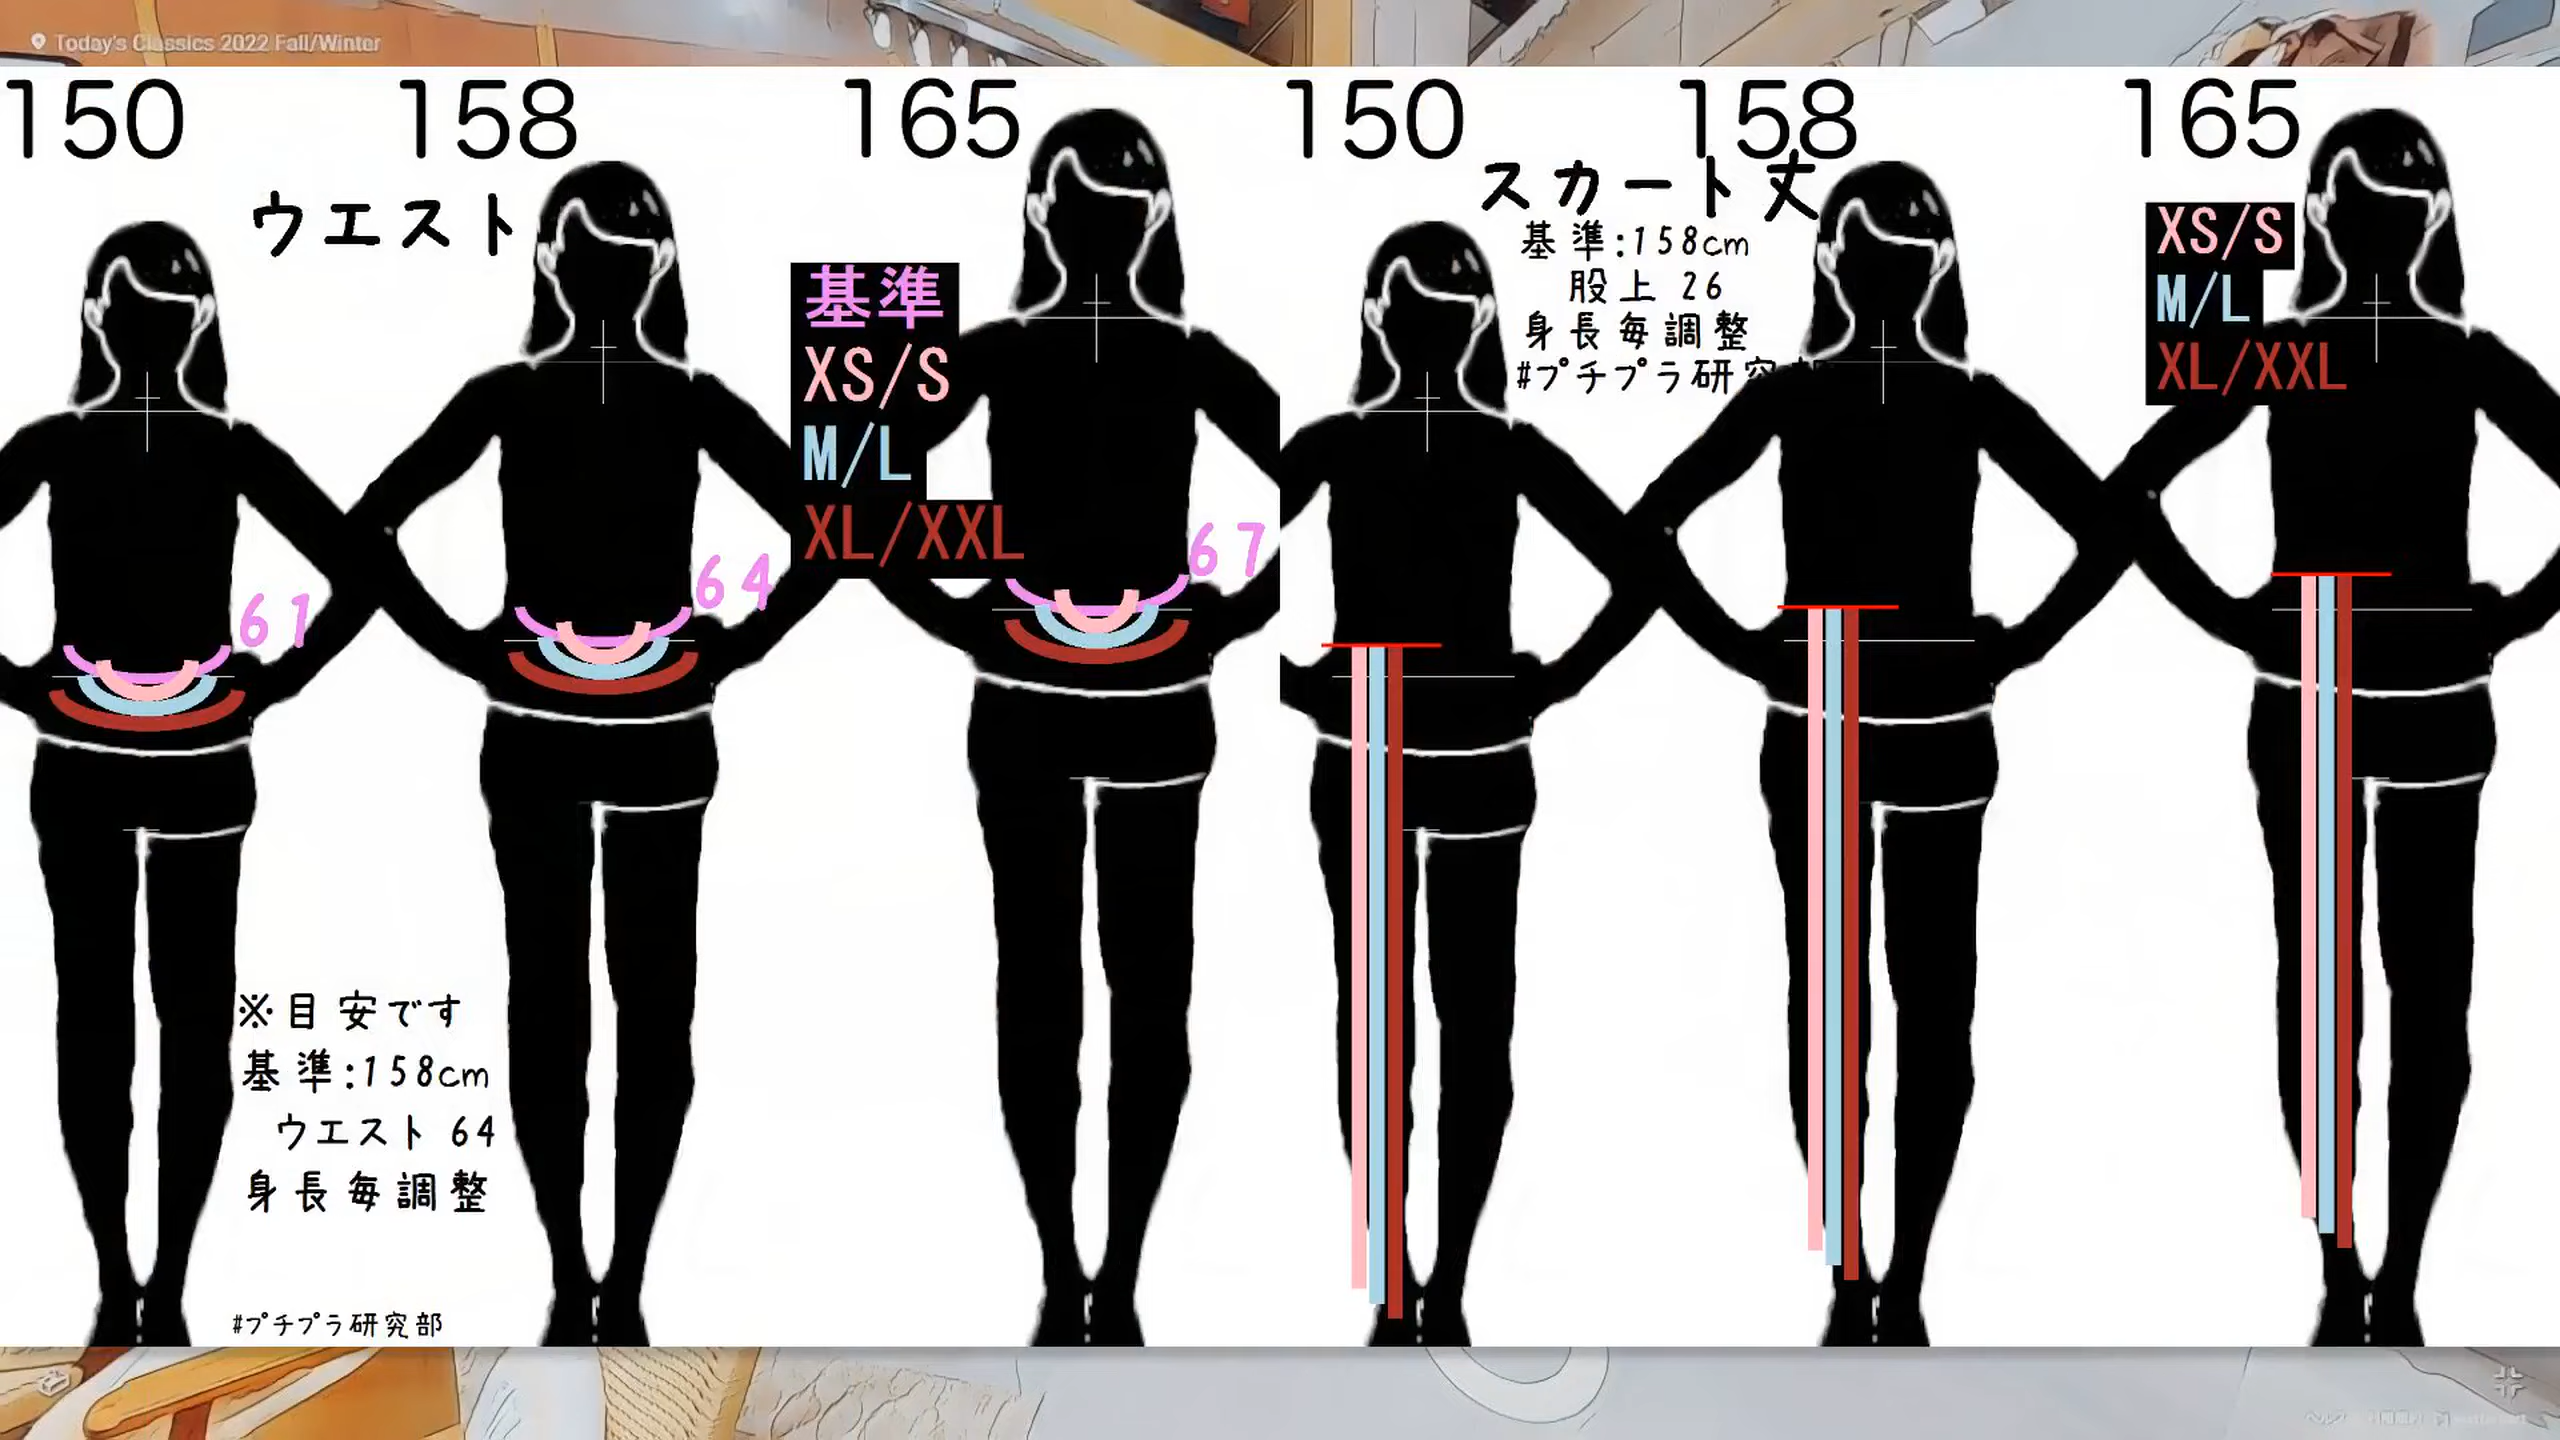 Today's Classics 2022 Fall/Winter
150
158
165
ウエスト
基準
XS/S
M/L
XL/XXL
61
64
67
※目安です
基準:158cm
ウエスト 64
身長毎調整
#プチプラ研究部
150
158
165
スカート丈
基準:158cm
股上 26
身長毎調整
#プチプラ研究部
XS/S
M/L
XL/XXL